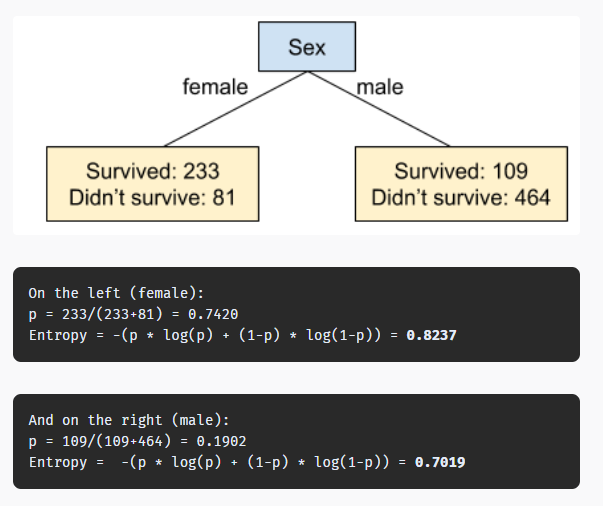 Sex
female
male
Survived: 233
Didn't survive: 81
Survived: 109
Didn't survive: 464
On the left (female):
p = 233/(233+81) = 0.7420
Entropy = -(p * log(p) + (1-p) * log(1-p)) = 0.8237
And on the right (male):
p = 109/(109+464) = 0.1902
Entropy =  -(p * log(p) + (1-p) * log(1-p)) = 0.7019